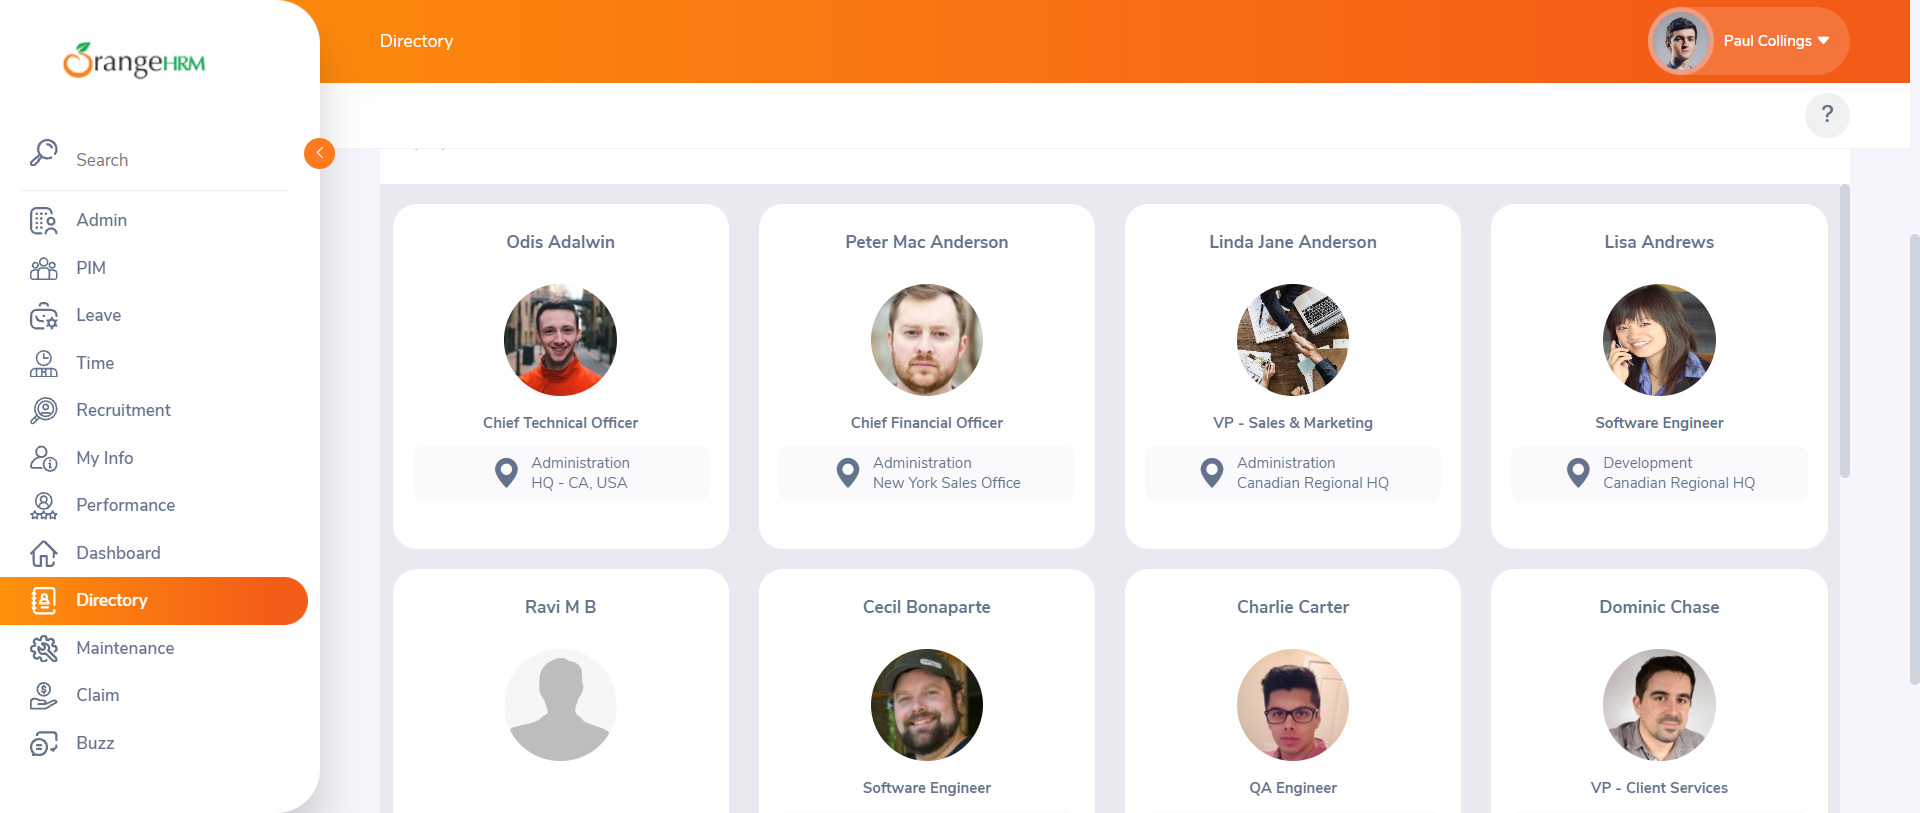 OrangeHRM
Directory
Paul Collings
?
Search
Admin
PIM
Leave
Time
Recruitment
My Info
Performance
Dashboard
Directory
Maintenance
Claim
Buzz
Odis Adalwin
Chief Technical Officer
Administration
HQ - CA, USA
Peter Mac Anderson
Chief Financial Officer
Administration
New York Sales Office
Linda Jane Anderson
VP - Sales & Marketing
Administration
Canadian Regional HQ
Lisa Andrews
Software Engineer
Development
Canadian Regional HQ
Ravi M B
Cecil Bonaparte
Software Engineer
Charlie Carter
QA Engineer
Dominic Chase
VP - Client Services